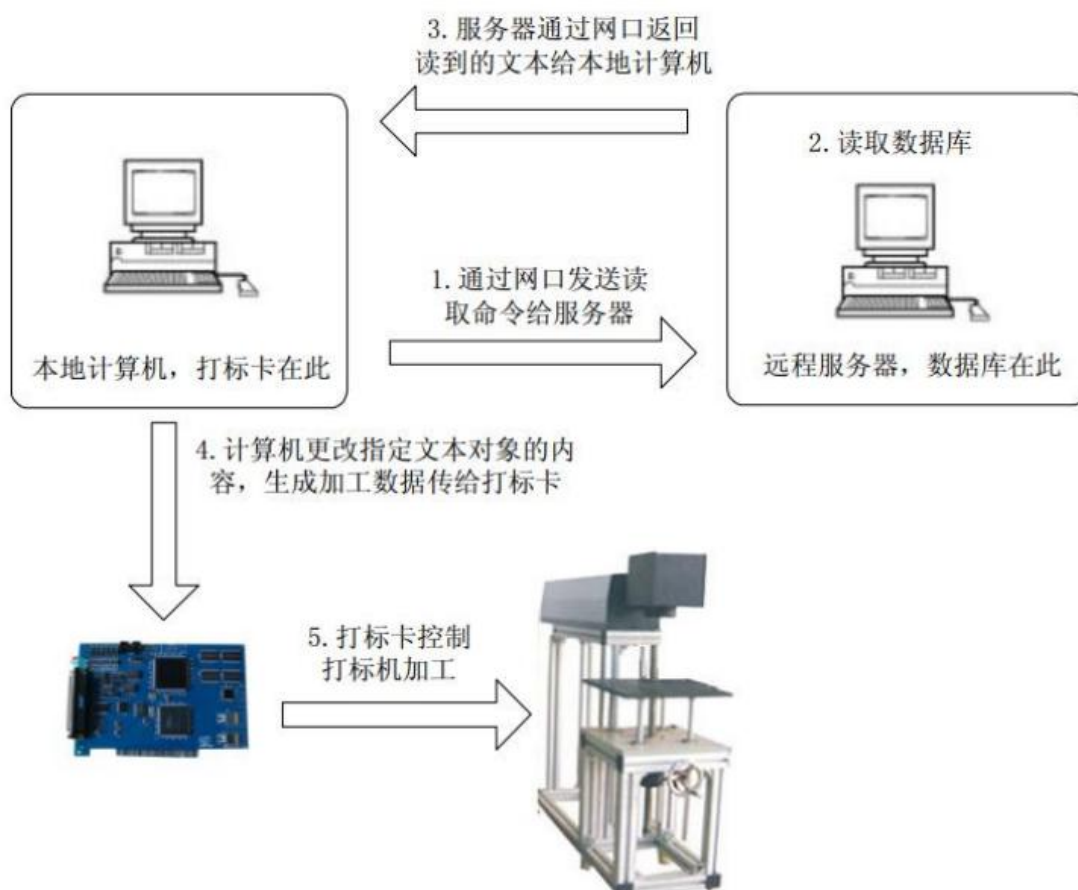 3.服务器通过网口返回
读到的文本给本地计算机
2.读取数据库
1.通过网口发送读
取命令给服务器
本地计算机，打标卡在此
远程服务器，数据库在此
4.计算机更改指定文本对象的内
容，生成加工数据传给打标卡
5.打标卡控制
打标机加工